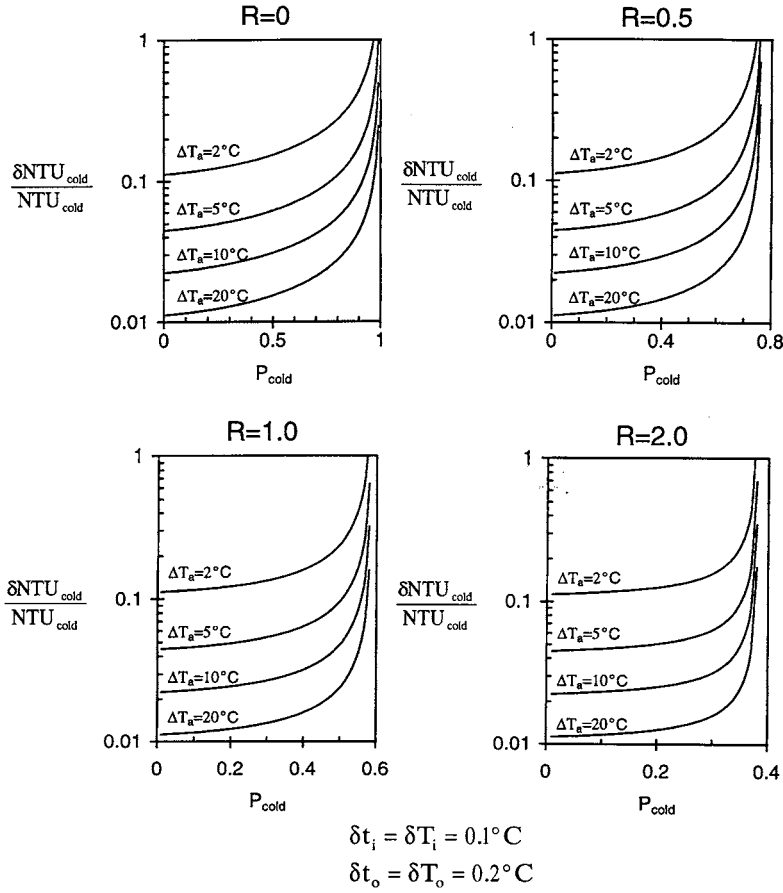 R=0
1
0.1
0.01
δNTU_cold
NTU_cold
ΔT_a=2°C
ΔT_a=5°C
ΔT_a=10°C
ΔT_a=20°C
0 0.5 1
P_cold
R=0.5
1
0.1
0.01
δNTU_cold
NTU_cold
ΔT_a=2°C
ΔT_a=5°C
ΔT_a=10°C
ΔT_a=20°C
0 0.4 0.8
P_cold
R=1.0
1
0.1
0.01
δNTU_cold
NTU_cold
ΔT_a=2°C
ΔT_a=5°C
ΔT_a=10°C
ΔT_a=20°C
0 0.2 0.4 0.6
P_cold
R=2.0
1
0.1
0.01
δNTU_cold
NTU_cold
ΔT_a=2°C
ΔT_a=5°C
ΔT_a=10°C
ΔT_a=20°C
0 0.2 0.4
P_cold
δt_i = δT_i = 0.1°C
δt_o = δT_o = 0.2°C